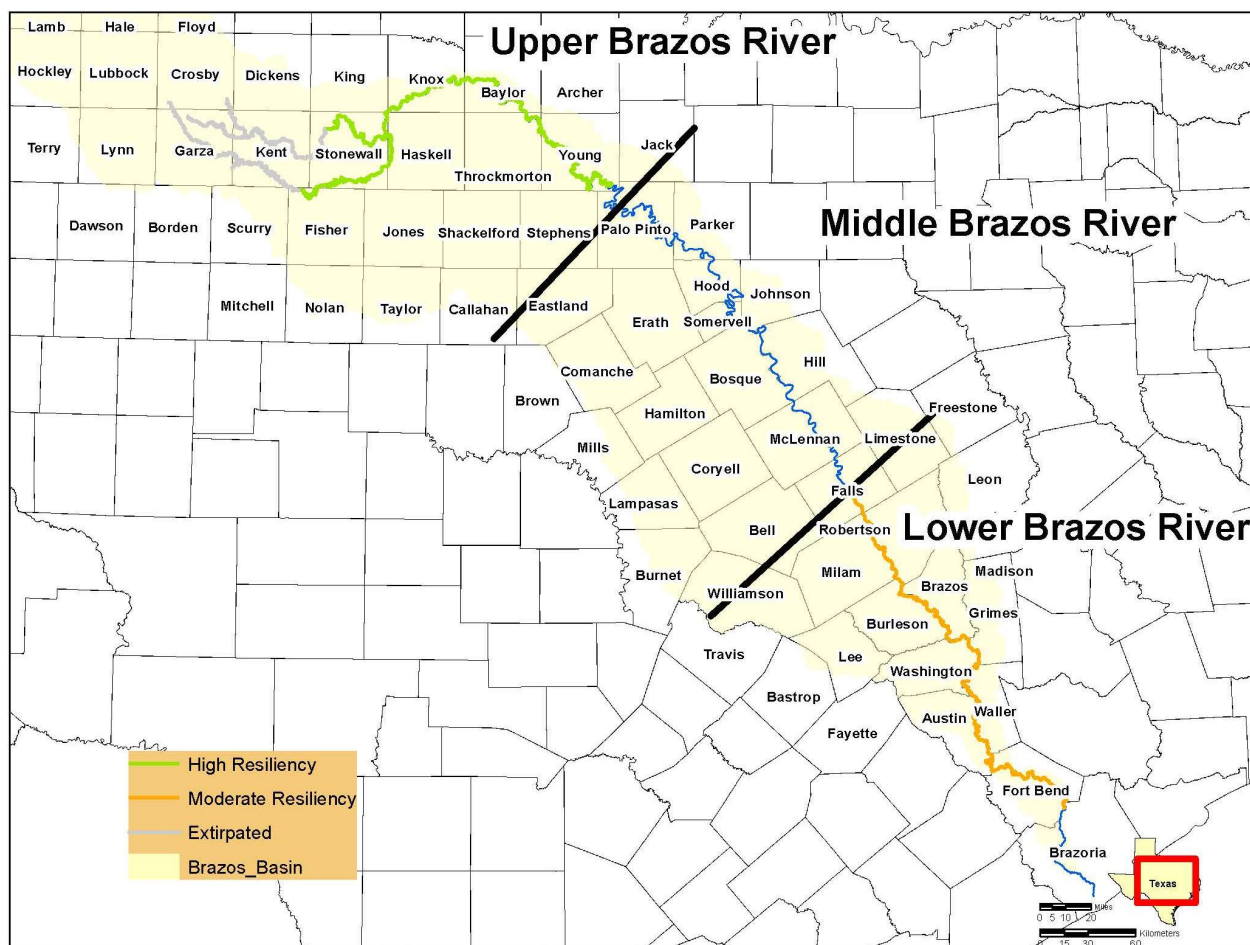 Upper Brazos River
Lamb Hale Floyd
Hockley Lubbock Crosby Dickens King Knox Baylor Archer
Terry Lynn Garza Kent Stonewall Haskell Throckmorton Young Jack
Dawson Borden Scurry Fisher Jones Shackelford Stephens Palo Pinto Parker
Middle Brazos River
Mitchell Nolan Taylor Callahan Eastland Hood Johnson
Erath Somervell
Comanche Bosque Hill
Brown Hamilton Freestone
Mills McLennan Limestone
Coryell Leon
Lampasas Falls
Bell Robertson
Lower Brazos River
Burnet Williamson Milam Brazos Madison
Burleson Grimes
Travis Lee Washington
Bastrop Austin Waller
Fayette
Fort Bend
Brazoria
High Resiliency
Moderate Resiliency
Extirpated
Brazos_Basin
Texas
Miles
0 5 10 20
Kilometers
0 15 30 60